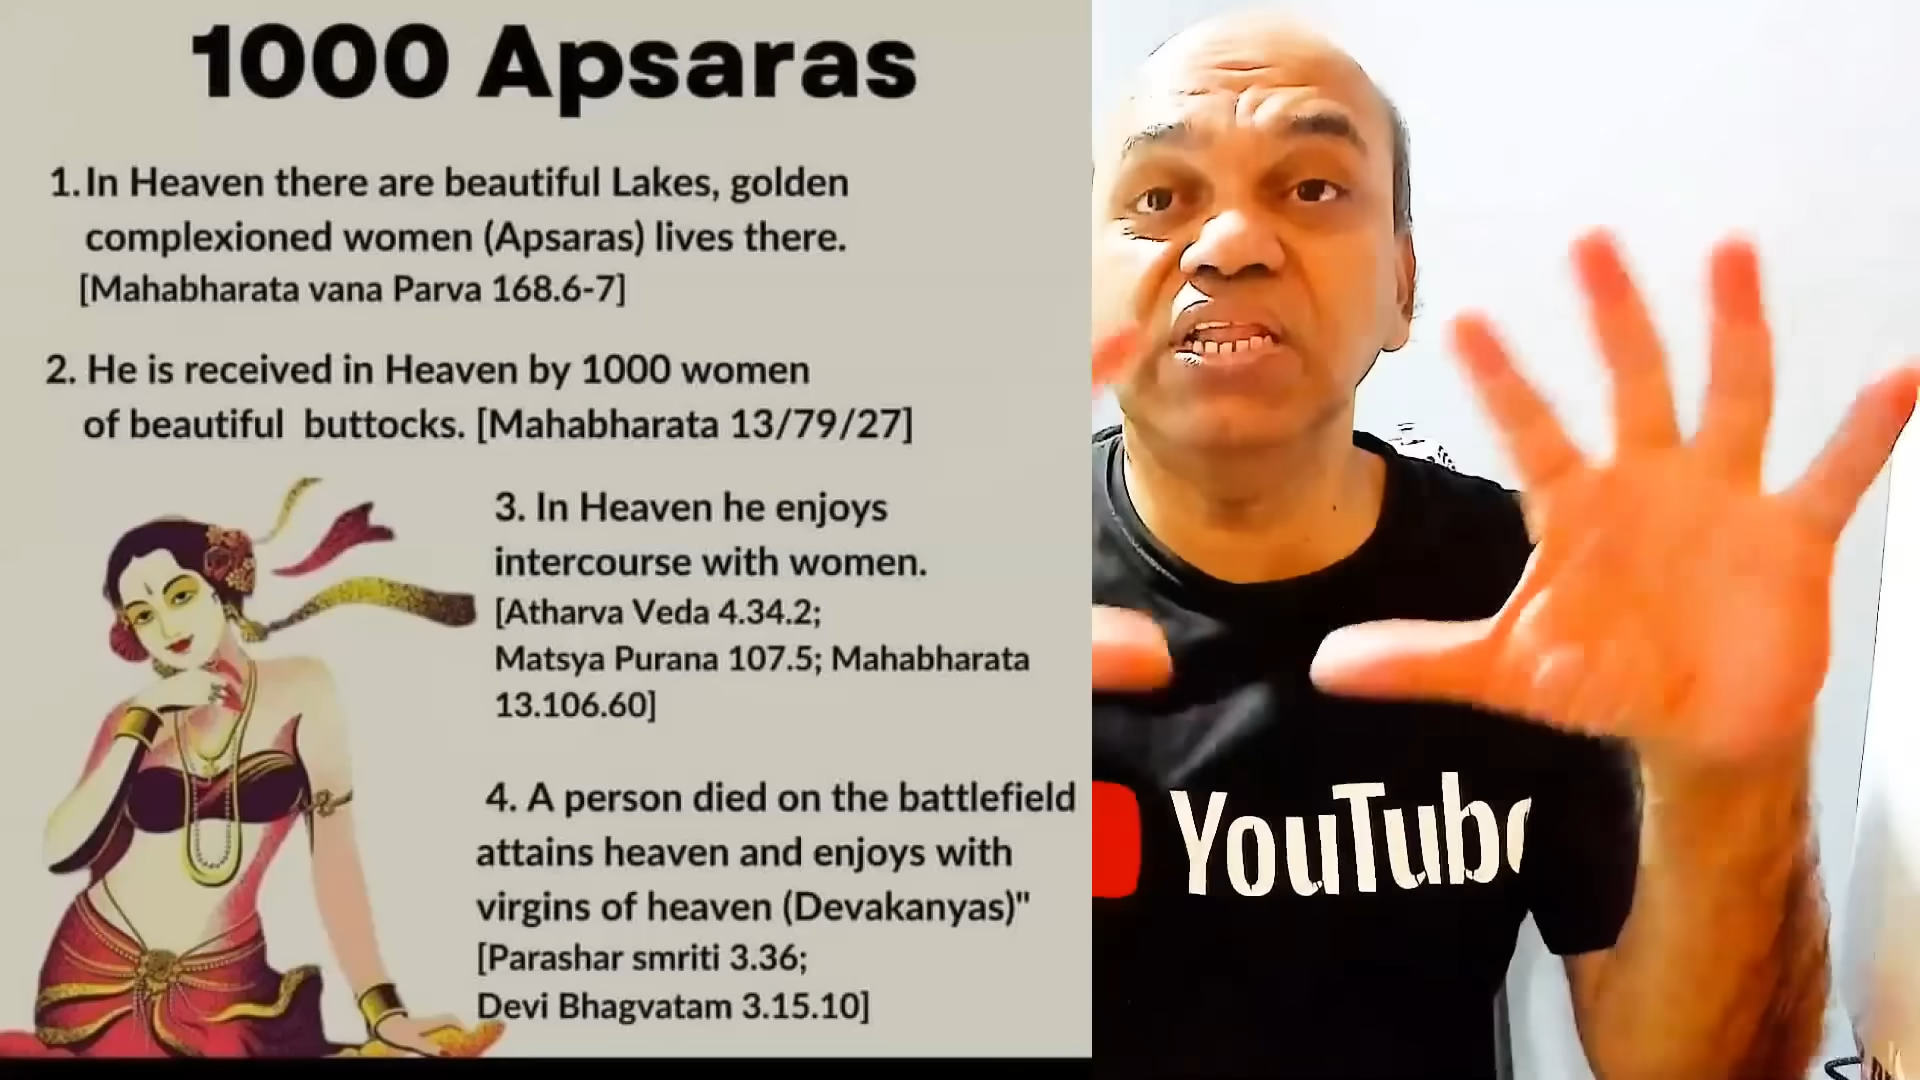 1000 Apsaras
1. In Heaven there are beautiful Lakes, golden
complexioned women (Apsaras) lives there.
[Mahabharata vana Parva 168.6-7]
2. He is received in Heaven by 1000 women
of beautiful buttocks. [Mahabharata 13/79/27]
3. In Heaven he enjoys
intercourse with women.
[Atharva Veda 4.34.2;
Matsya Purana 107.5; Mahabharata
13.106.60]
4. A person died on the battlefield
attains heaven and enjoys with
virgins of heaven (Devakanyas)"
[Parashar smriti 3.36;
Devi Bhagvatam 3.15.10]
YouTube